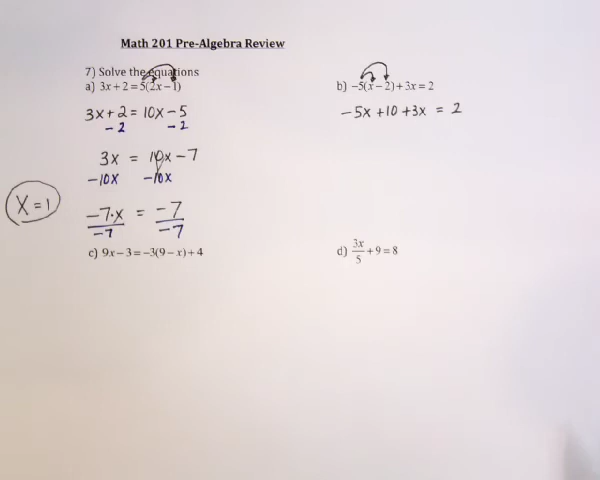 Math 201 Pre-Algebra Review
7) Solve the equations
a) 3x + 2 = 5(2x − 1)
3x + 2 = 10x − 5
− 2 − 2
3x = 10x − 7
−10x −10x
−7·x = −7
−7 −7
x = 1
b) −5(x − 2) + 3x = 2
−5x + 10 + 3x = 2
c) 9x − 3 = −3(9 − x) + 4
d) 3x/5 + 9 = 8